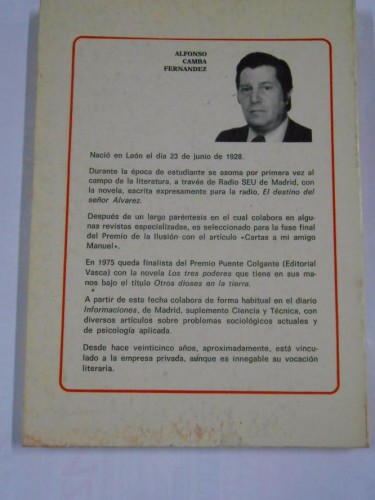 ALFONSO
CAMBA
FERNANDEZ
Nació en León el día 23 de junio de 1928.
Durante la época de estudiante se asoma por primera vez al
campo de la literatura, a través de Radio SEU de Madrid, con
la novela, escrita expresamente para la radio, El destino del
señor Alvarez.
Después de un largo paréntesis en el cual colabora en algu-
nas revistas especializadas, es seleccionado para la fase final
del Premio de la Ilusión con el artículo «Cartas a mi amigo
Manuel».
En 1975 queda finalista del Premio Puente Colgante (Editorial
Vasca) con la novela Los tres poderes que tiene en sus ma-
nos bajo el título Otros dioses en la tierra.
A partir de esta fecha colabora de forma habitual en el diario
Informaciones, de Madrid, suplemento Ciencia y Técnica, con
diversos artículos sobre problemas sociológicos actuales y
de psicología aplicada.
Desde hace veinticinco años, aproximadamente, está vincu-
lado a la empresa privada, aunque es innegable su vocación
literaria.